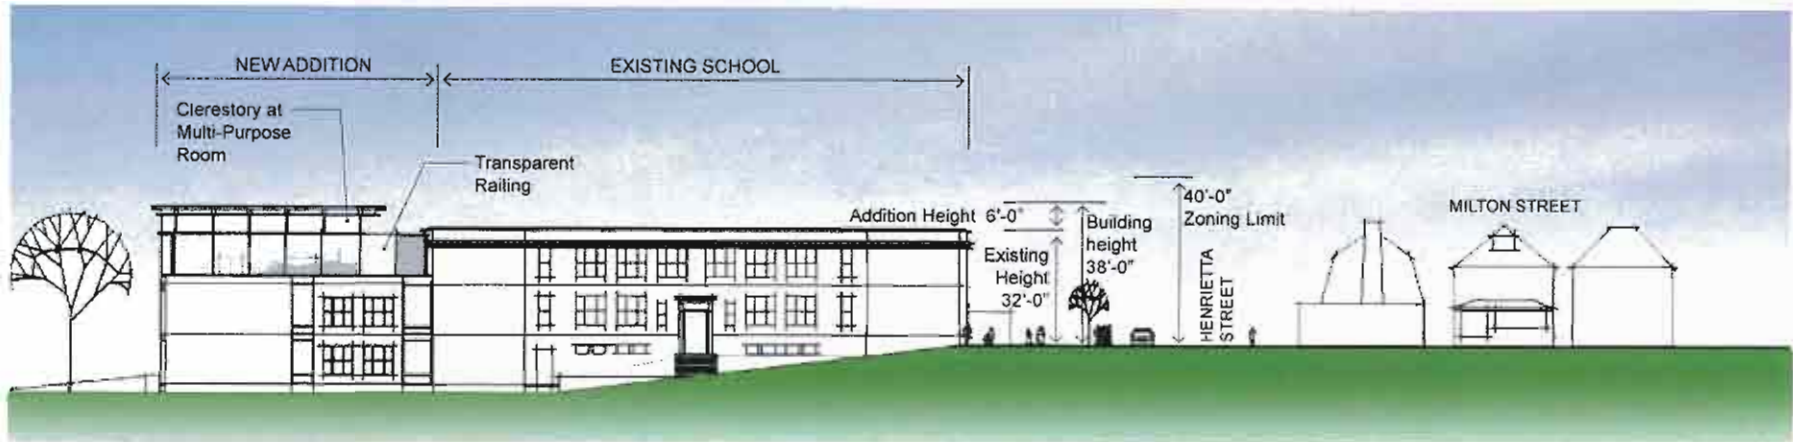 NEW ADDITION
EXISTING SCHOOL
Clerestory at
Multi-Purpose
Room
Transparent
Railing
Addition Height 6'-0"
Existing
Height
32'-0"
Building
height
38'-0"
40'-0"
Zoning Limit
HENRIETTA
STREET
MILTON STREET